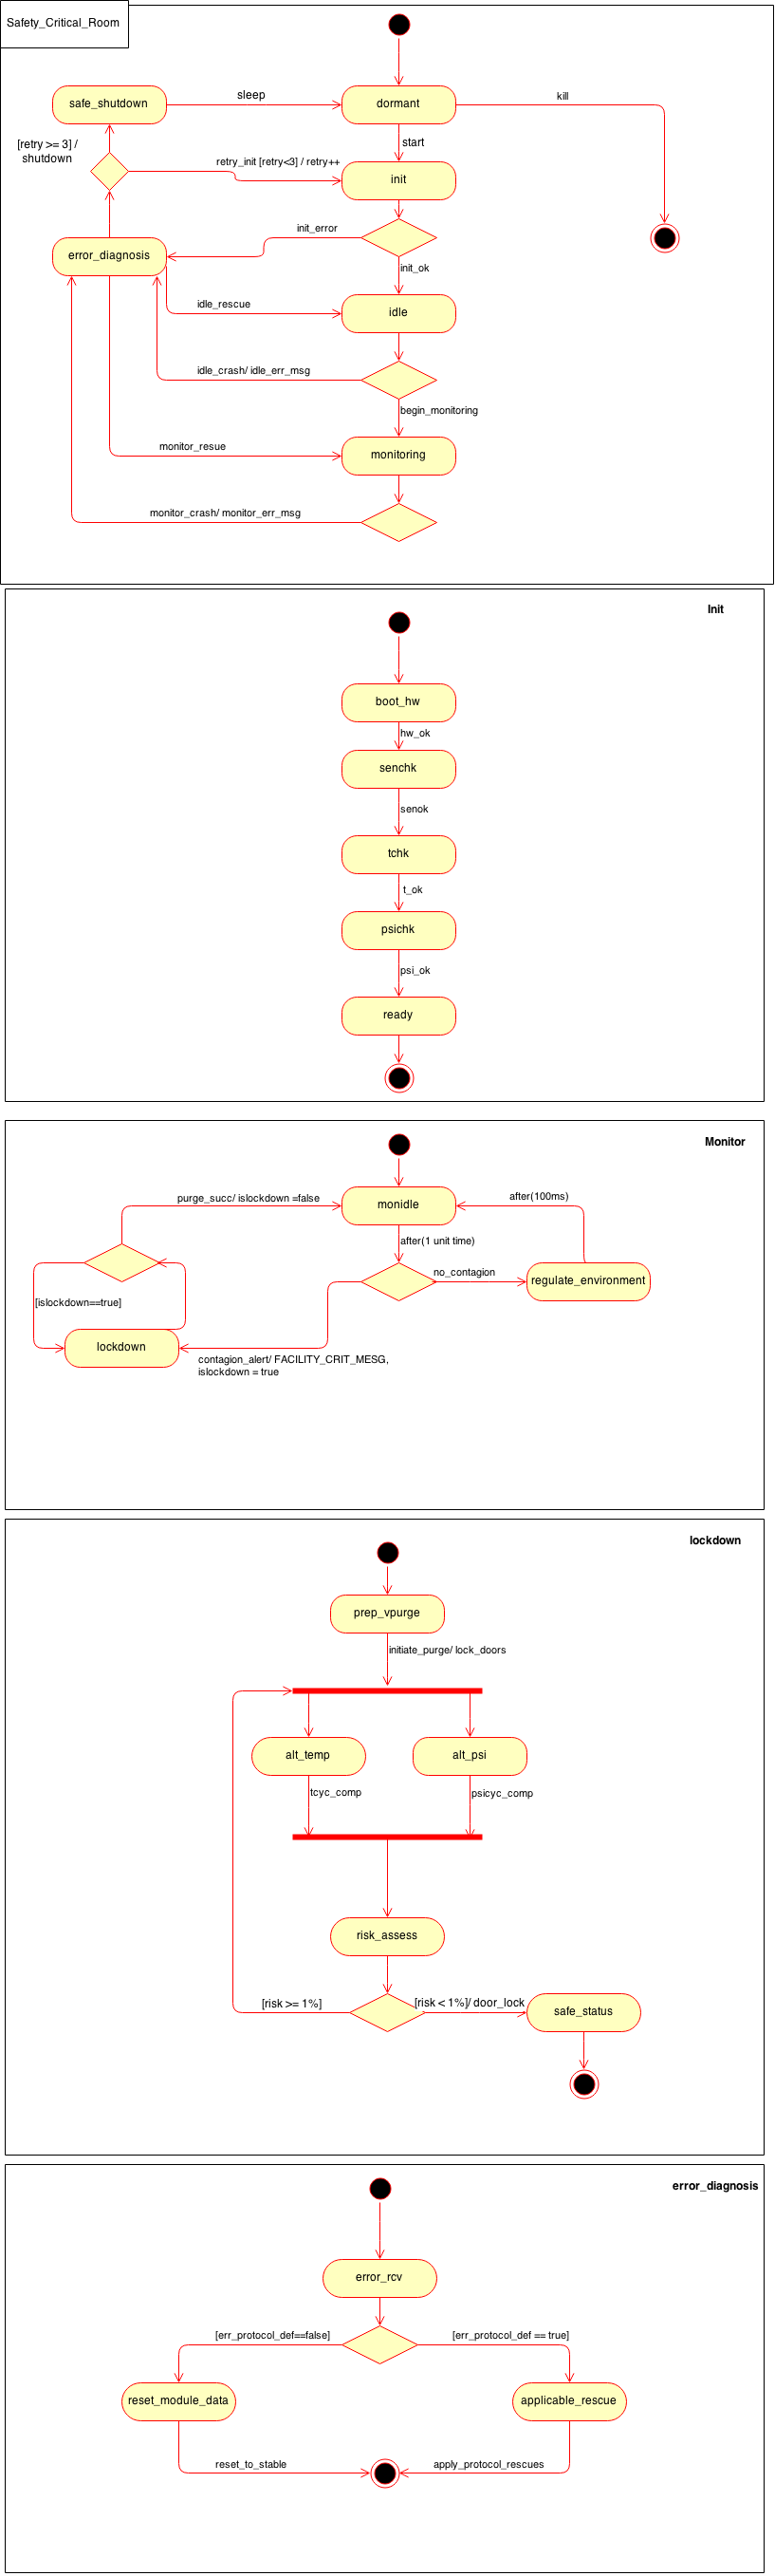 Safety_Critical_Room
safe_shutdown
sleep
dormant
kill
[retry >= 3] /
shutdown
start
retry_init [retry<3] / retry++
init
init_error
error_diagnosis
init_ok
idle_rescue
idle
idle_crash/ idle_err_msg
begin_monitoring
monitor_resue
monitoring
monitor_crash/ monitor_err_msg
Init
boot_hw
hw_ok
senchk
senok
tchk
t_ok
psichk
psi_ok
ready
Monitor
purge_succ/ islockdown =false
monidle
after(100ms)
after(1 unit time)
no_contagion
regulate_environment
[islockdown==true]
lockdown
contagion_alert/ FACILITY_CRIT_MESG,
islockdown = true
lockdown
prep_vpurge
initiate_purge/ lock_doors
alt_temp
alt_psi
tcyc_comp
psicyc_comp
risk_assess
[risk >= 1%]
[risk < 1%]/ door_lock
safe_status
error_diagnosis
error_rcv
[err_protocol_def==false]
[err_protocol_def == true]
reset_module_data
applicable_rescue
reset_to_stable
apply_protocol_rescues